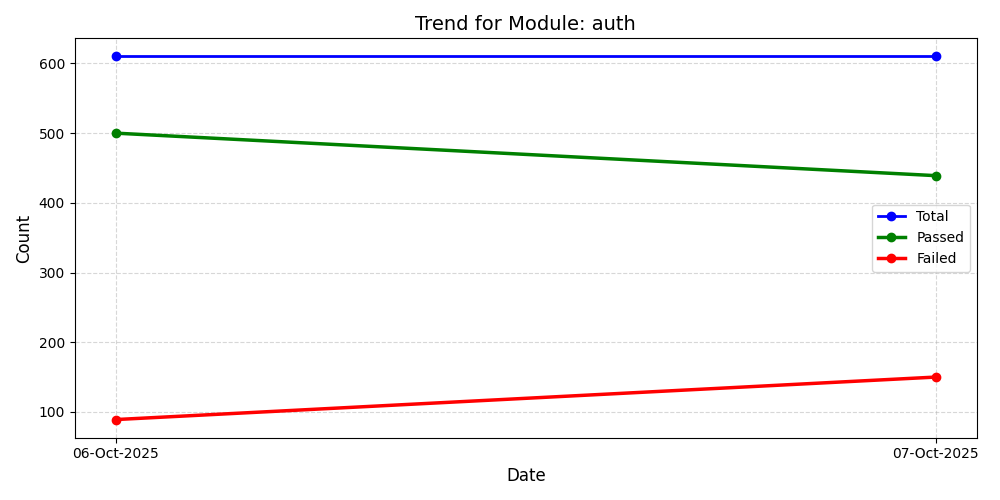 Trend for Module: auth
Count
600
500
400
300
200
100
Total
Passed
Failed
06-Oct-2025
07-Oct-2025
Date